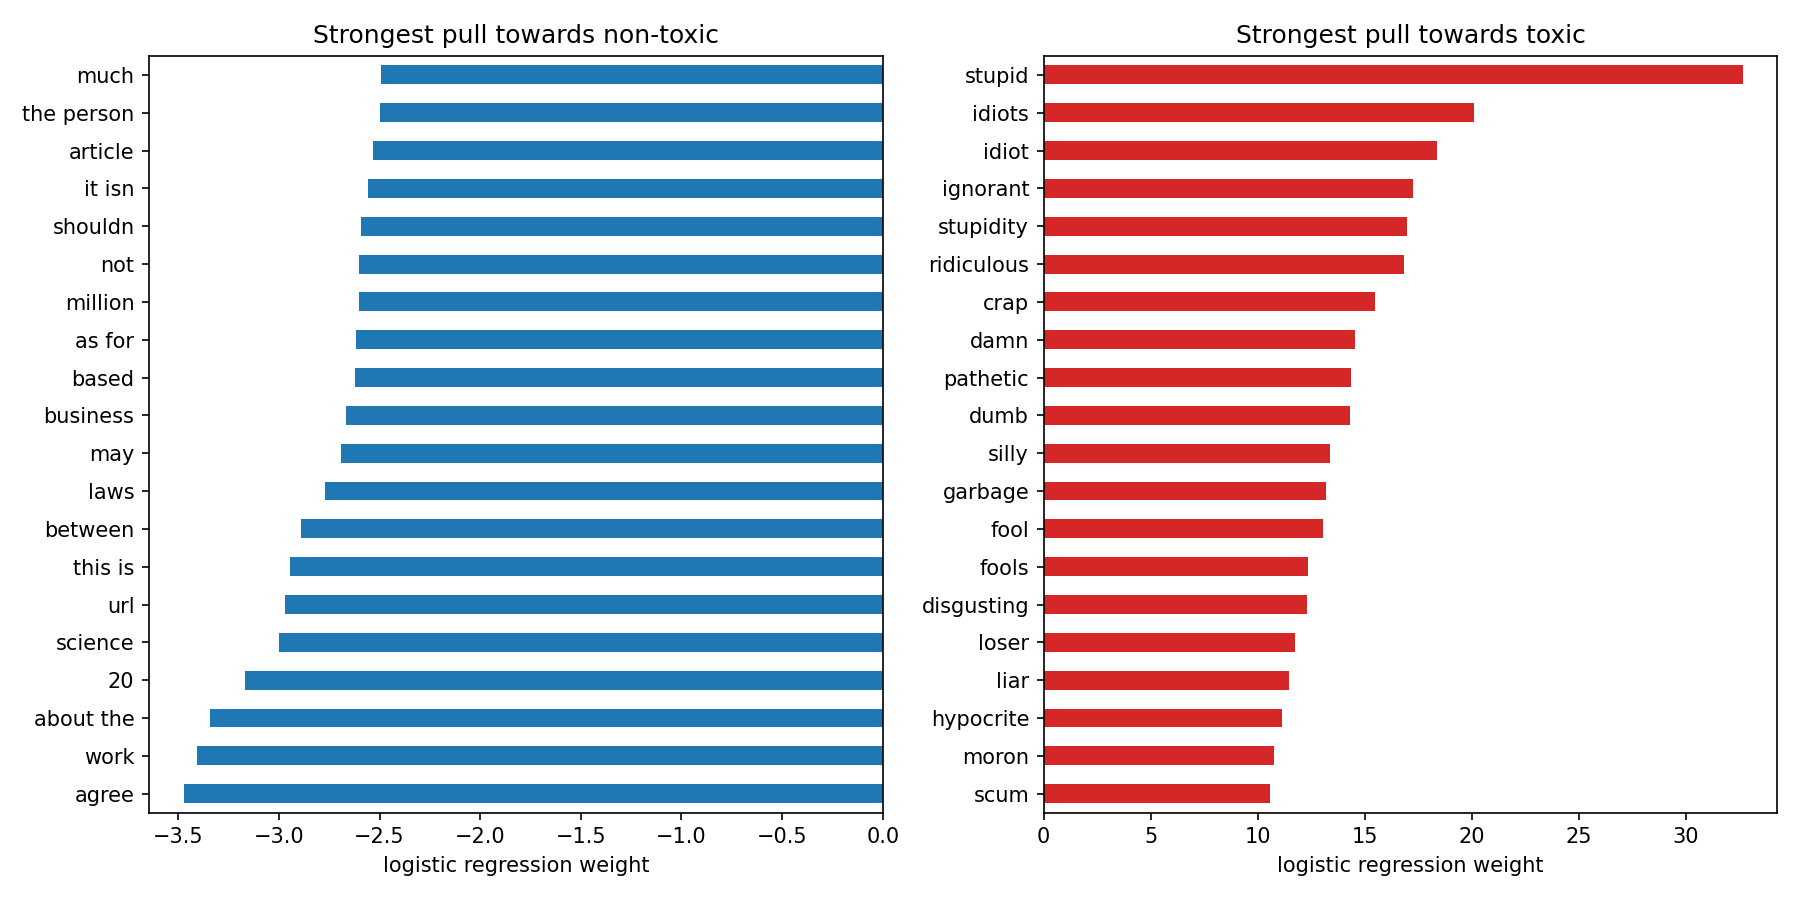 Strongest pull towards non-toxic
much
the person
article
it isn
shouldn
not
million
as for
based
business
may
laws
between
this is
url
science
20
about the
work
agree
−3.5 −3.0 −2.5 −2.0 −1.5 −1.0 −0.5 0.0
logistic regression weight
Strongest pull towards toxic
stupid
idiots
idiot
ignorant
stupidity
ridiculous
crap
damn
pathetic
dumb
silly
garbage
fool
fools
disgusting
loser
liar
hypocrite
moron
scum
0 5 10 15 20 25 30
logistic regression weight